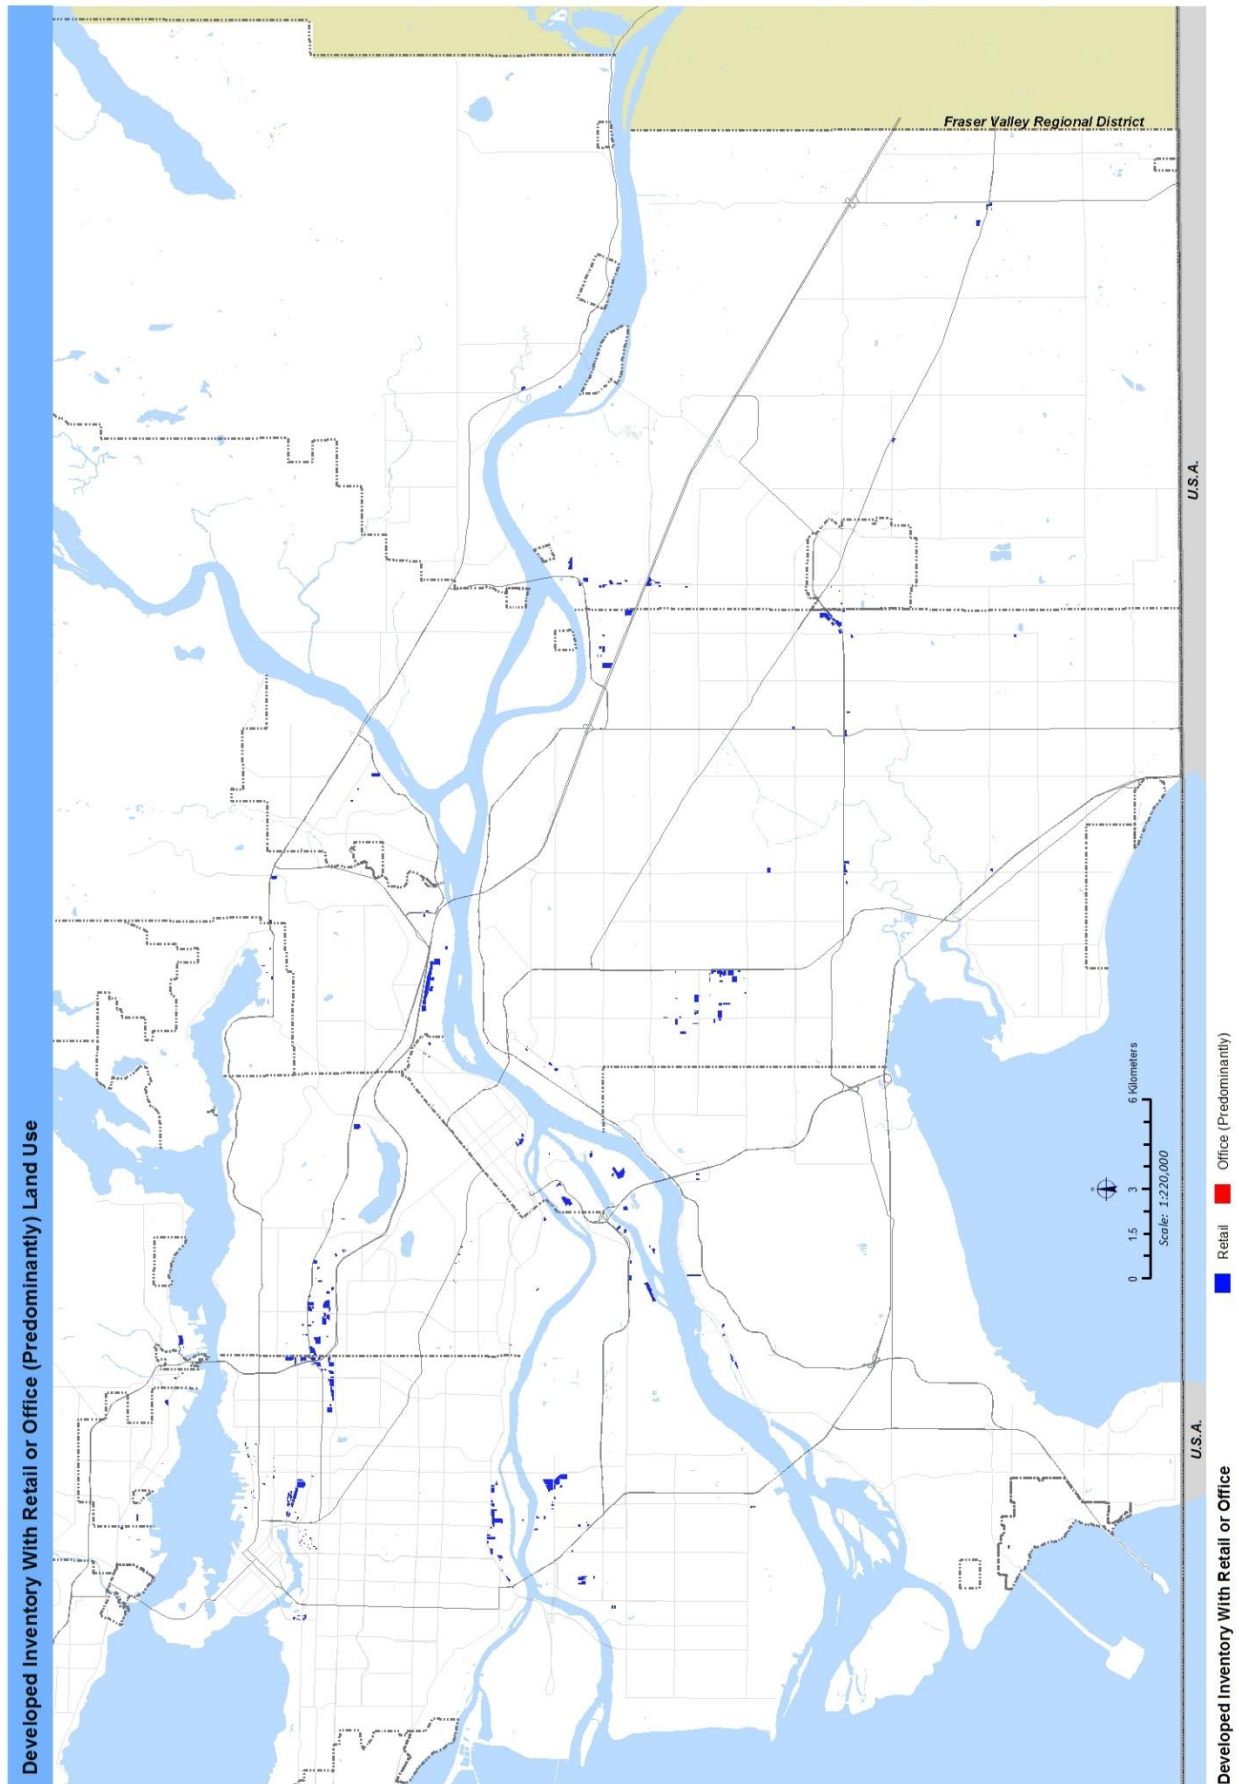 Developed Inventory With Retail or Office (Predominantly) Land Use
Fraser Valley Regional District
U.S.A.
U.S.A.
0 1.5 3 6 Kilometers
Scale: 1:220,000
Developed Inventory With Retail or Office
Retail
Office (Predominantly)